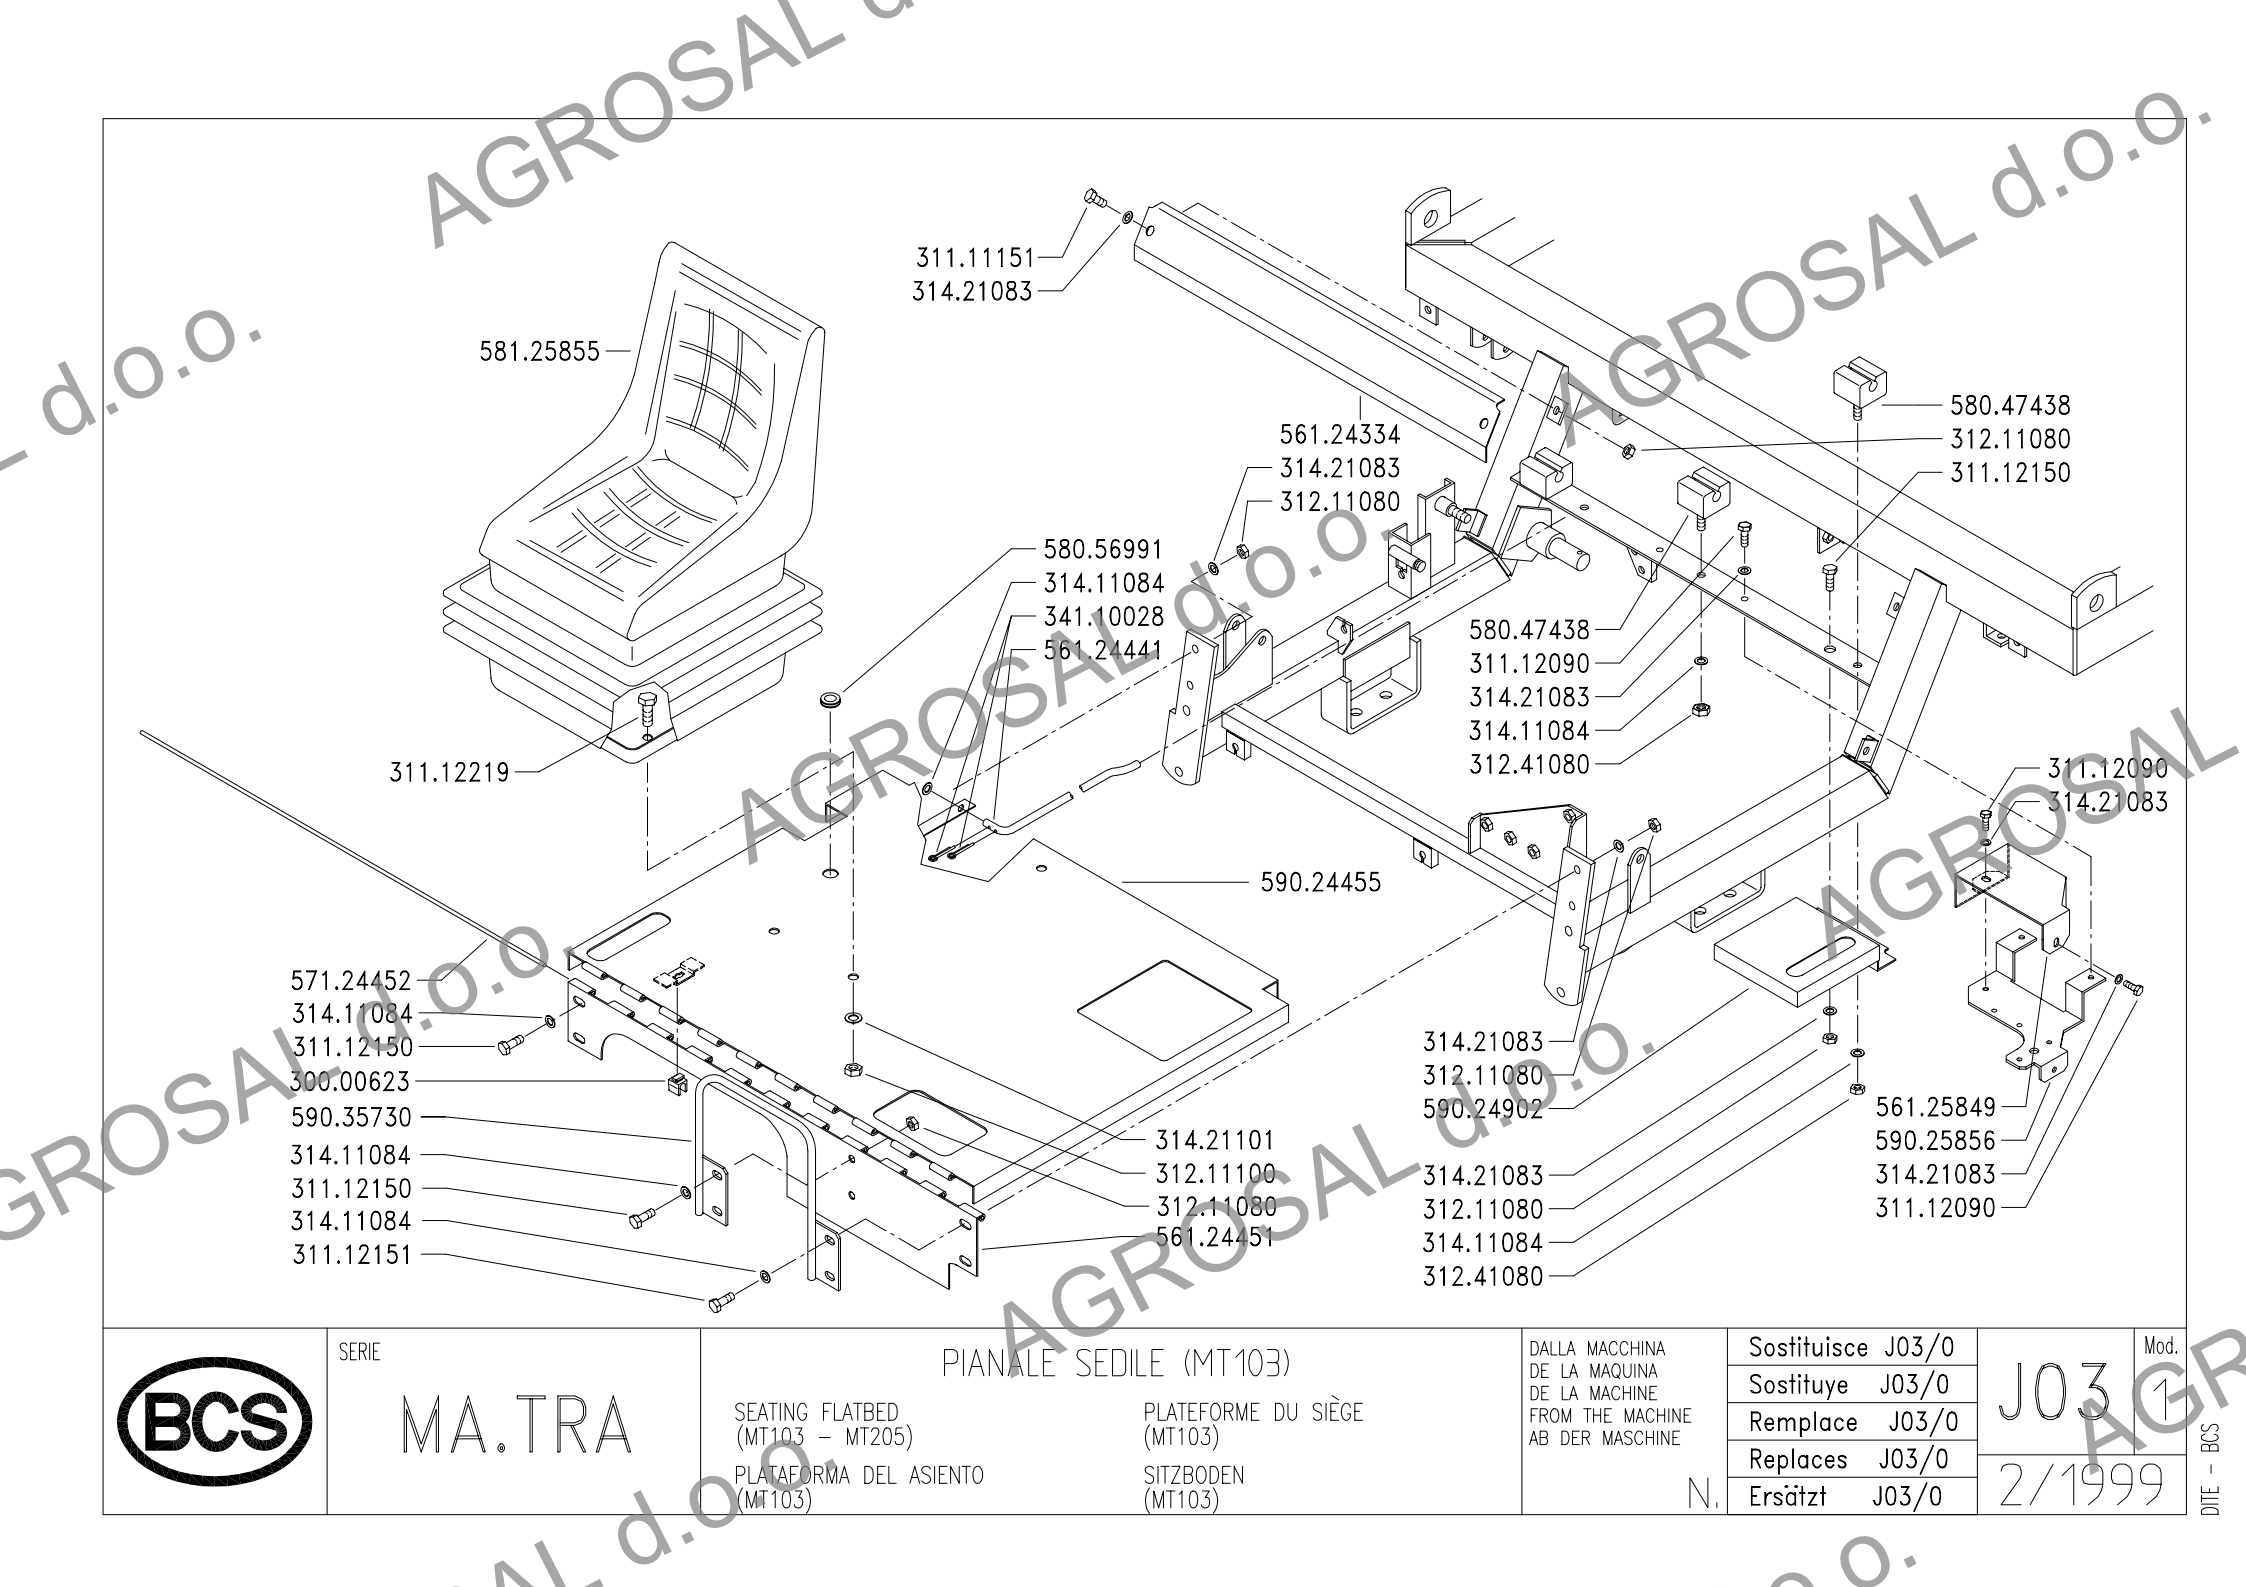 AGROSAL d.o.o.
AGROSAL d.o.o.
AGROSAL d.o.o.
AGROSAL d.o.o.
AGROSAL d.o.o.
AGROSAL d.o.o.
AGROSAL d.o.o.
311.11151
314.21083
581.25855
561.24334
314.21083
312.11080
580.47438
312.11080
311.12150
580.56991
314.11084
341.10028
561.24441
580.47438
311.12090
314.21083
314.11084
312.41080
311.12219
311.12090
314.21083
590.24455
571.24452
314.11084
311.12150
300.00623
590.35730
314.11084
311.12150
314.11084
311.12151
314.21101
312.11100
312.11080
561.24451
314.21083
312.11080
590.24902
314.21083
312.11080
314.11084
312.41080
561.25849
590.25856
314.21083
311.12090
BCS
SERIE
MA.TRA
PIANALE SEDILE (MT103)
SEATING FLATBED
(MT103 - MT205)
PLATAFORMA DEL ASIENTO
(MT103)
PLATEFORME DU SIÈGE
(MT103)
SITZBODEN
(MT103)
DALLA MACCHINA
DE LA MAQUINA
DE LA MACHINE
FROM THE MACHINE
AB DER MASCHINE
N.
Sostituisce J03/0
Sostituye J03/0
Remplace J03/0
Replaces J03/0
Ersätzt J03/0
J03
Mod.
1
2/1999
DITE - BCS